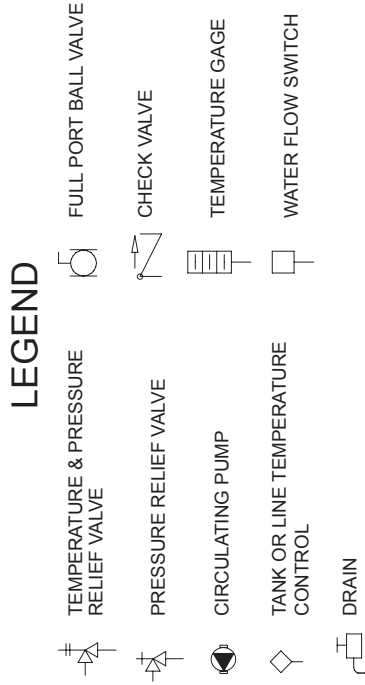 LEGEND
TEMPERATURE & PRESSURE
RELIEF VALVE
PRESSURE RELIEF VALVE
CIRCULATING PUMP
TANK OR LINE TEMPERATURE
CONTROL
DRAIN
FULL PORT BALL VALVE
CHECK VALVE
TEMPERATURE GAGE
WATER FLOW SWITCH